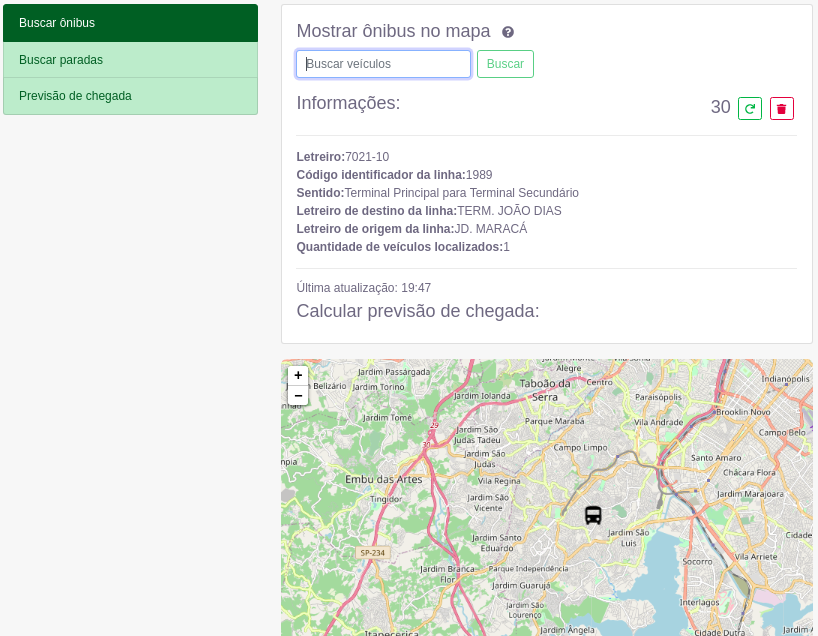 Buscar ônibus
Buscar paradas
Previsão de chegada
Mostrar ônibus no mapa
Buscar veículos
Buscar
Informações:
30
Letreiro:7021-10
Código identificador da linha:1989
Sentido:Terminal Principal para Terminal Secundário
Letreiro de destino da linha:TERM. JOÃO DIAS
Letreiro de origem da linha:JD. MARACÁ
Quantidade de veículos localizados:1
Última atualização: 19:47
Calcular previsão de chegada:
+
−
Jardim Passárgada
Belizário
Jardim Torino
Jardim Iolanda
Jardim Tomé
Alegre
Taboão da
Serra
Centro
Paraisópolis
Indianópolis
Brooklin Novo
29
30
Jardim São
Judas Tadeu
Parque Marabá
Vila Andrade
Campo Belo
Jardim São
Judas
Campo Limpo
Santo Amaro
Chácara Flora
Embu das Artes
Vila Regina
Tingidor
Jardim São
Vicente
Jardim Marajoara
Jardim Santo
Eduardo
Jardim São
Luis
Cidade
SP-234
Jardim Branca
Flor
Parque Independência
Socorro
Vila Arriete
Jardim Guarujá
Jardim São
Lourenço
Interlagos
Jardim Ângela
Itapecerica
Cidade Dutra
Jardim